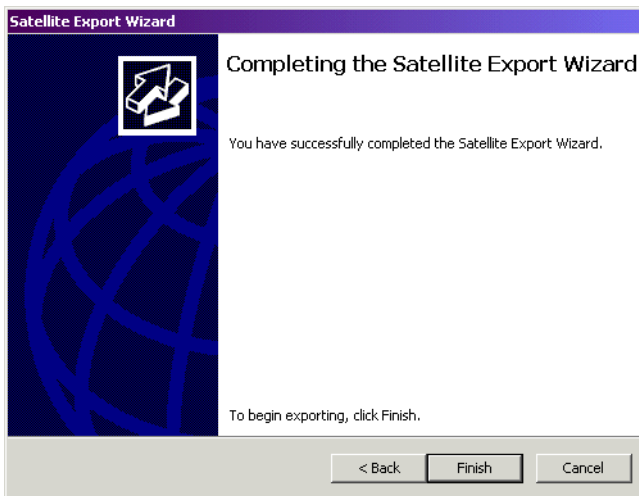 Satellite Export Wizard
Completing the Satellite Export Wizard
You have successfully completed the Satellite Export Wizard.
To begin exporting, click Finish.
< Back
Finish
Cancel